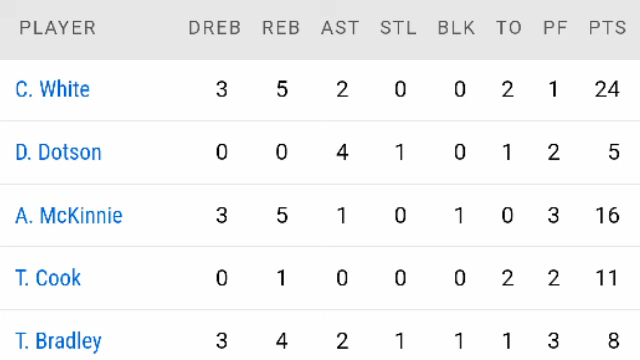 PLAYER DREB REB AST STL BLK TO PF PTS
C. White 3 5 2 0 0 2 1 24
D. Dotson 0 0 4 1 0 1 2 5
A. McKinnie 3 5 1 0 1 0 3 16
T. Cook 0 1 0 0 0 2 2 11
T. Bradley 3 4 2 1 1 1 3 8